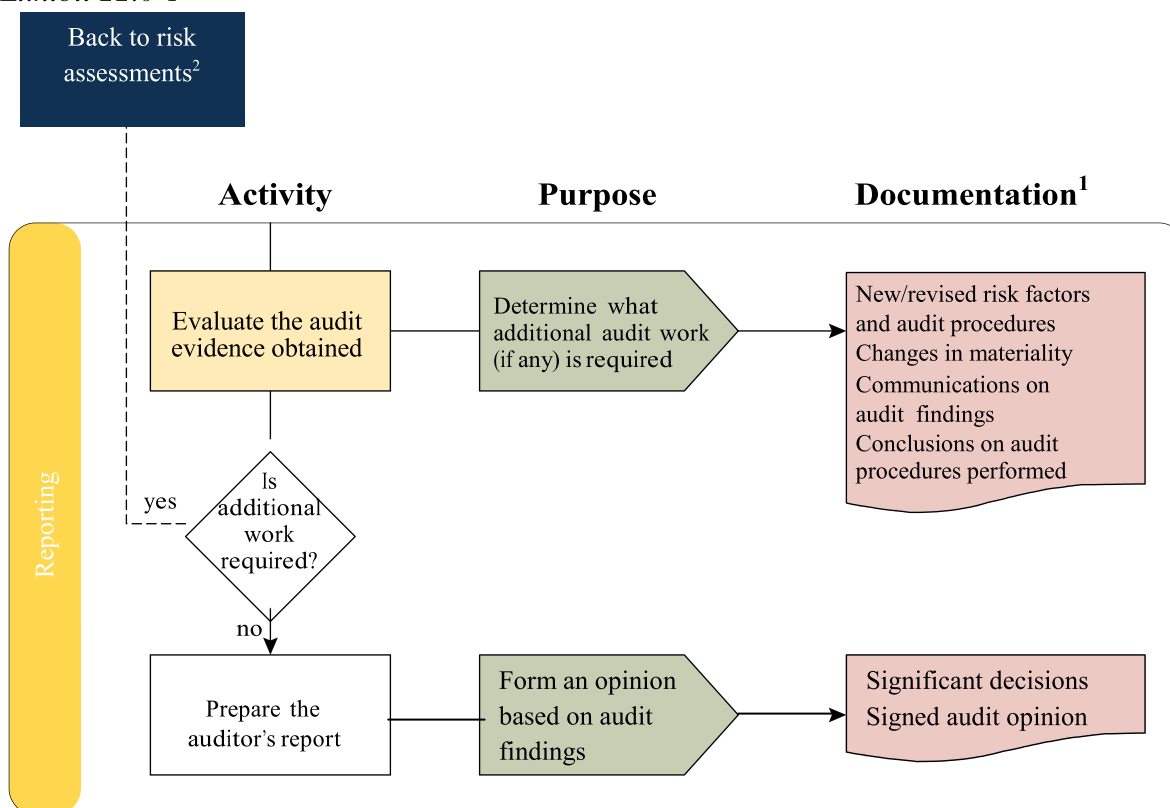 Back to risk
assessments²
Activity
Purpose
Documentation¹
Reporting
Evaluate the audit
evidence obtained
Determine what
additional audit work
(if any) is required
New/revised risk factors
and audit procedures
Changes in materiality
Communications on
audit findings
Conclusions on audit
procedures performed
yes
Is
additional
work
required?
no
Prepare the
auditor’s report
Form an opinion
based on audit
findings
Significant decisions
Signed audit opinion